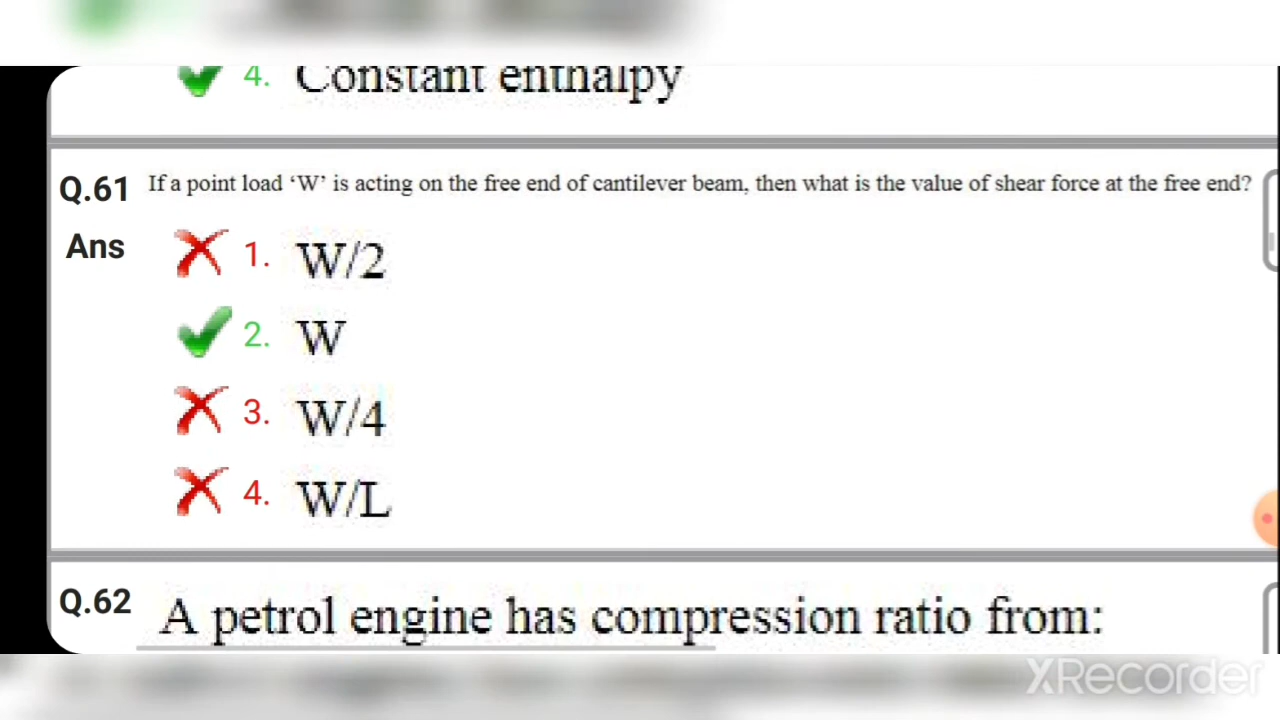 4. Constant enthalpy
Q.61 If a point load ‘W’ is acting on the free end of cantilever beam, then what is the value of shear force at the free end?
Ans 1. W/2
2. W
3. W/4
4. W/L
Q.62 A petrol engine has compression ratio from:
XRecorder